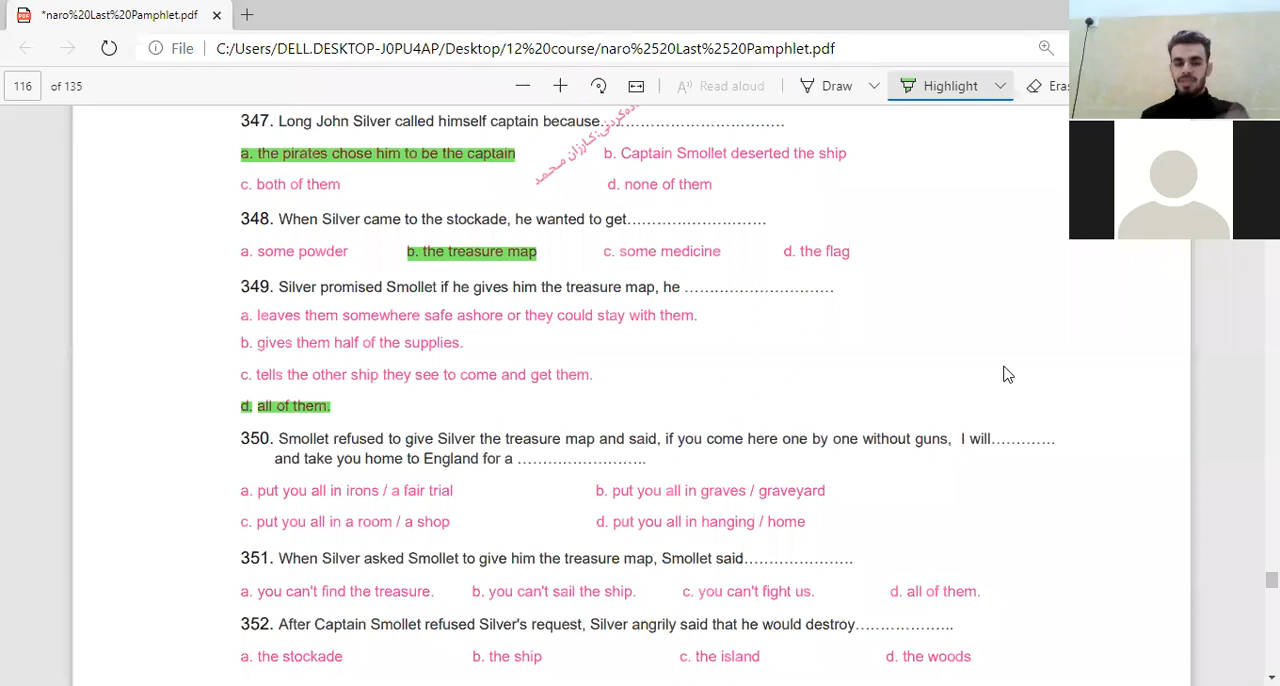 *naro%20Last%20Pamphlet.pdf
File C:/Users/DELL.DESKTOP-J0PU4AP/Desktop/12%20course/naro%2520Last%2520Pamphlet.pdf
116 of 135 Read aloud Draw Highlight Eras
347. Long John Silver called himself captain because……………………………
a. the pirates chose him to be the captain b. Captain Smollet deserted the ship
c. both of them d. none of them
348. When Silver came to the stockade, he wanted to get………………………
a. some powder b. the treasure map c. some medicine d. the flag
349. Silver promised Smollet if he gives him the treasure map, he …………………………
a. leaves them somewhere safe ashore or they could stay with them.
b. gives them half of the supplies.
c. tells the other ship they see to come and get them.
d. all of them.
350. Smollet refused to give Silver the treasure map and said, if you come here one by one without guns, I will…………
and take you home to England for a ……………………..
a. put you all in irons / a fair trial b. put you all in graves / graveyard
c. put you all in a room / a shop d. put you all in hanging / home
351. When Silver asked Smollet to give him the treasure map, Smollet said………………….
a. you can't find the treasure. b. you can't sail the ship. c. you can't fight us. d. all of them.
352. After Captain Smollet refused Silver's request, Silver angrily said that he would destroy………………..
a. the stockade b. the ship c. the island d. the woods